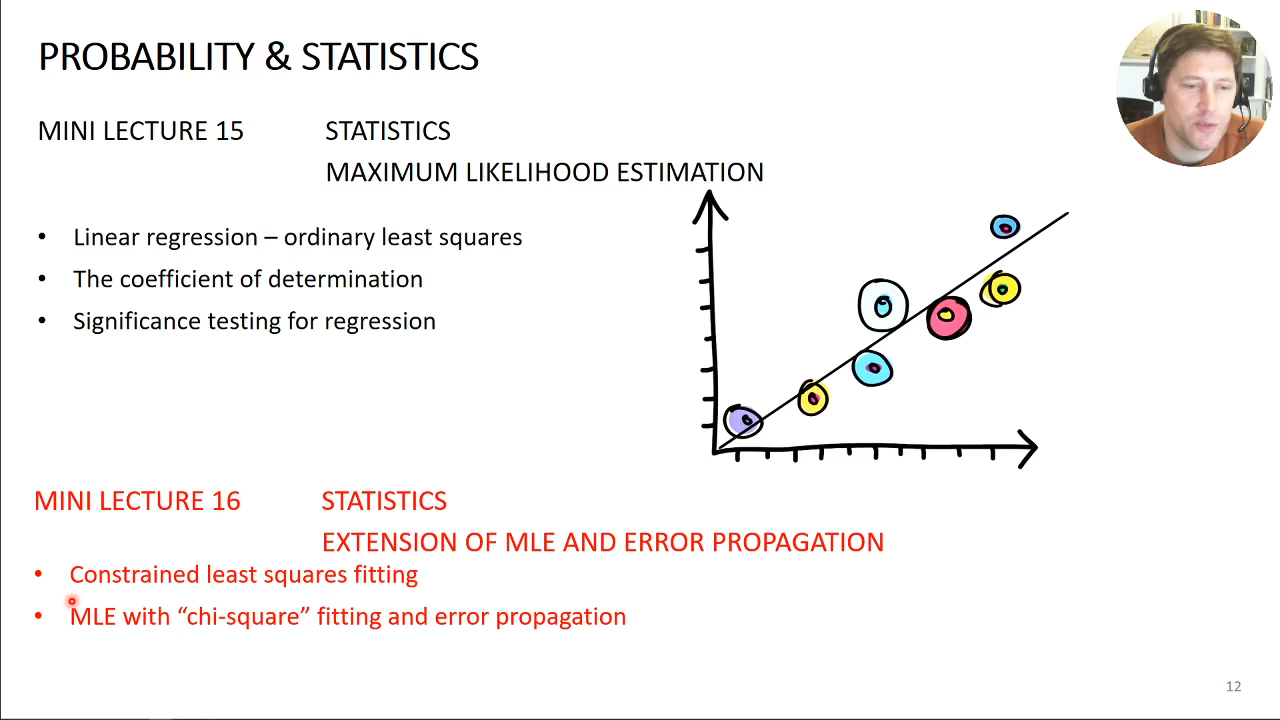 PROBABILITY & STATISTICS
MINI LECTURE 15 STATISTICS
MAXIMUM LIKELIHOOD ESTIMATION
• Linear regression – ordinary least squares
• The coefficient of determination
• Significance testing for regression
MINI LECTURE 16 STATISTICS
EXTENSION OF MLE AND ERROR PROPAGATION
• Constrained least squares fitting
• MLE with “chi-square” fitting and error propagation
12